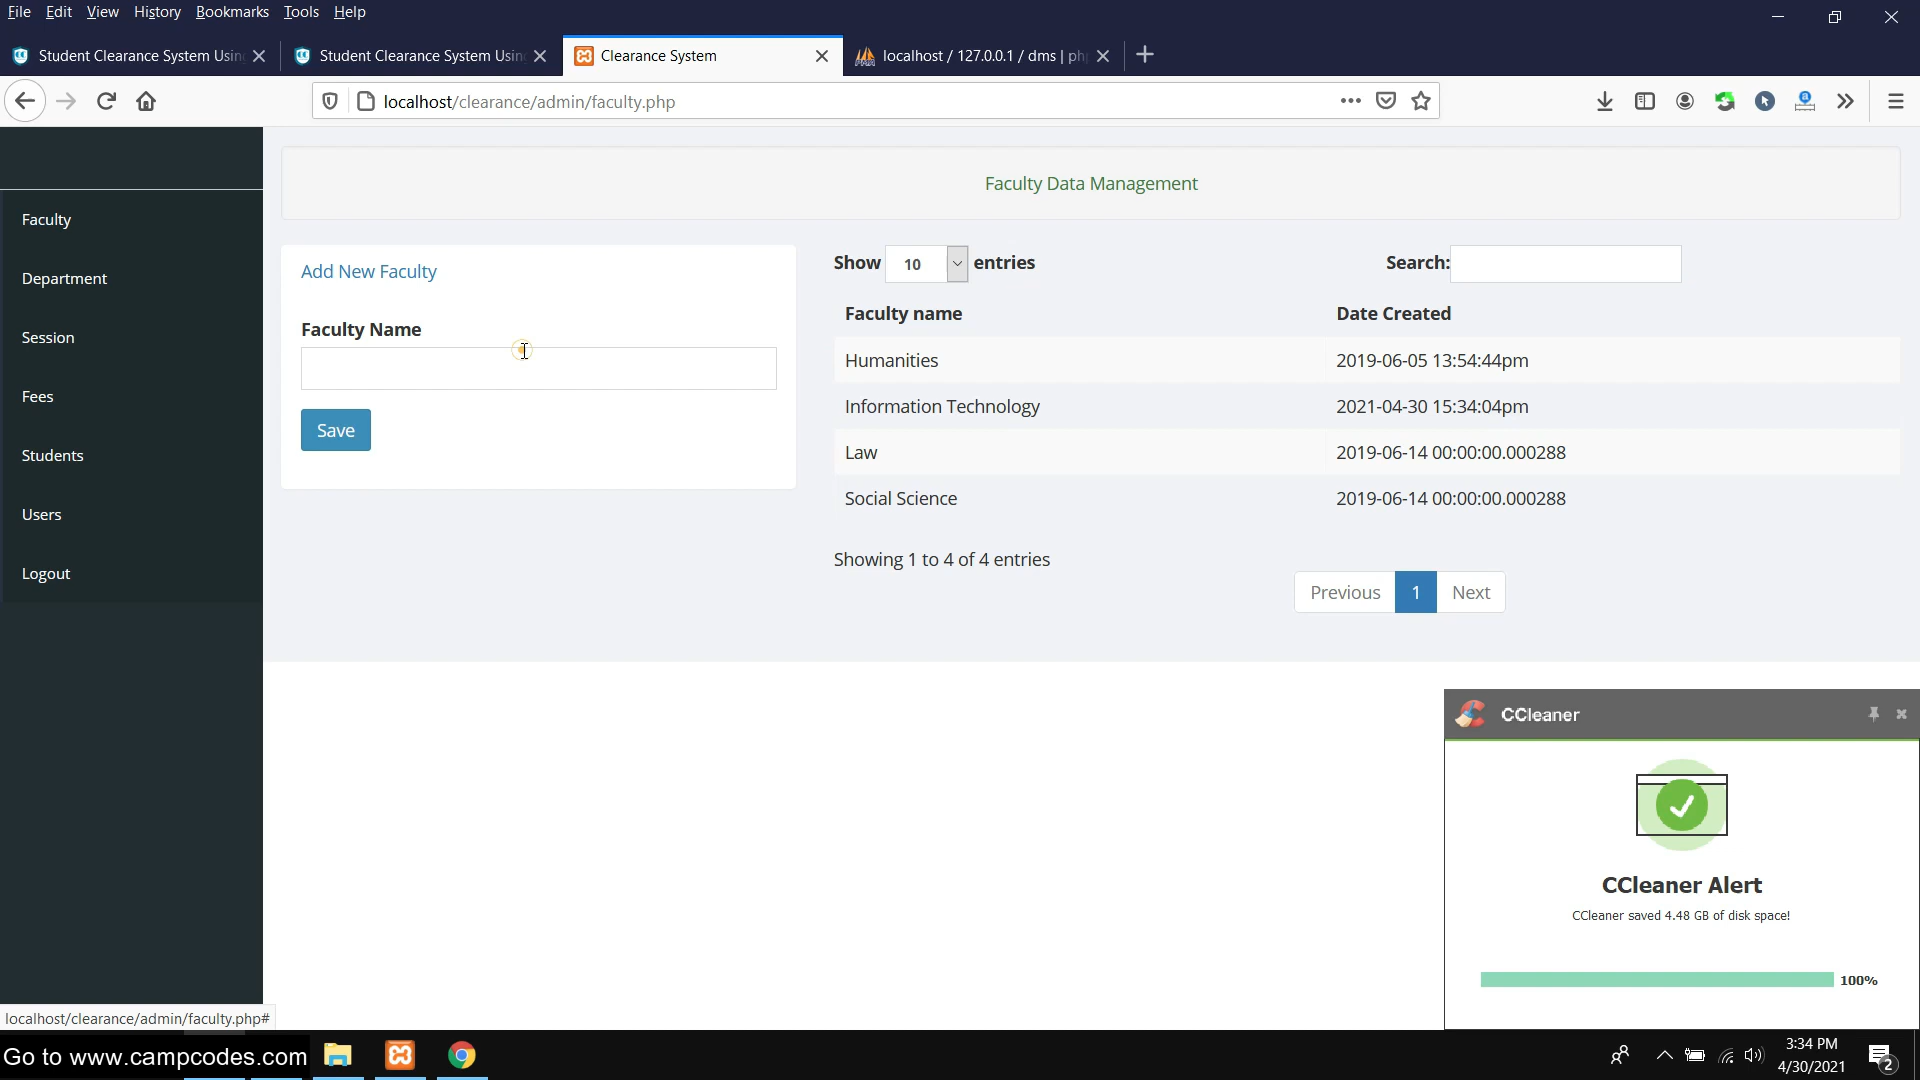 File Edit View History Bookmarks Tools Help
Student Clearance System Usin
Student Clearance System Usin
Clearance System
localhost / 127.0.0.1 / dms | ph
localhost/clearance/admin/faculty.php
Faculty Data Management
Faculty
Department
Session
Fees
Students
Users
Logout
Add New Faculty
Faculty Name
Save
Show 10 entries
Search:
Faculty name Date Created
Humanities 2019-06-05 13:54:44pm
Information Technology 2021-04-30 15:34:04pm
Law 2019-06-14 00:00:00.000288
Social Science 2019-06-14 00:00:00.000288
Showing 1 to 4 of 4 entries
Previous 1 Next
CCleaner
CCleaner Alert
CCleaner saved 4.48 GB of disk space!
100%
localhost/clearance/admin/faculty.php#
Go to www.campcodes.com
3:34 PM
4/30/2021
2